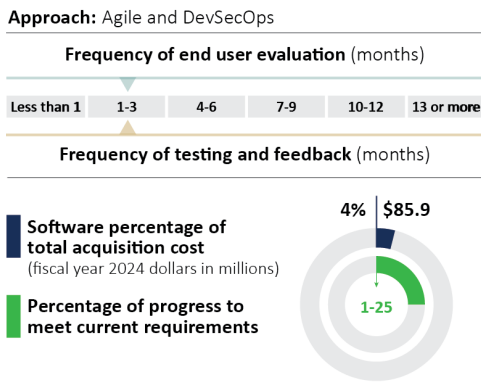 Approach: Agile and DevSecOps
Frequency of end user evaluation (months)
Less than 1 1-3 4-6 7-9 10-12 13 or more
Frequency of testing and feedback (months)
4% $85.9
Software percentage of
total acquisition cost
(fiscal year 2024 dollars in millions)
Percentage of progress to
meet current requirements
1-25